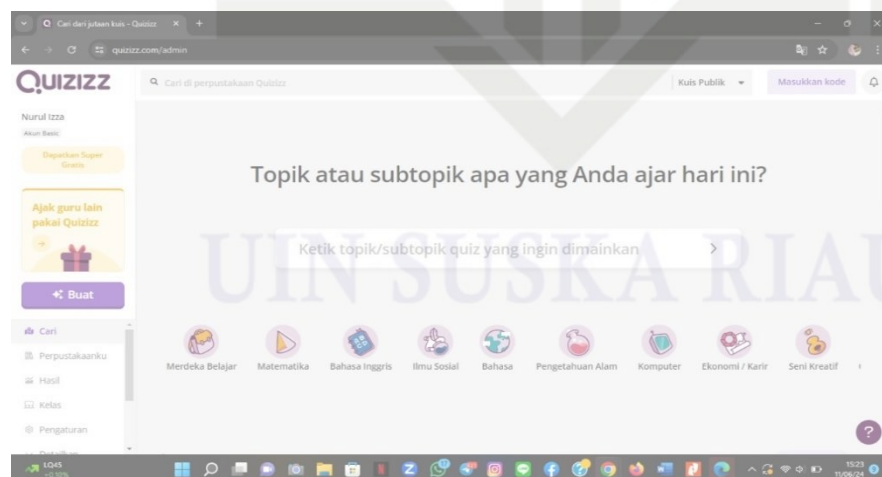 Cari dari jutaan kuis - Quizizz
quizizz.com/admin
QUIZIZZ
Cari di perpustakaan Quizizz
Kuis Publik
Masukkan kode
Nurul Izza
Akun Basic
Dapatkan Super
Gratis
Topik atau subtopik apa yang Anda ajar hari ini?
Ajak guru lain
pakai Quizizz
Ketik topik/subtopik quiz yang ingin dimainkan
UIN SUSKA RIAU
Buat
Cari
Perpustakaanku
Hasil
Kelas
Pengaturan
Merdeka Belajar
Matematika
Bahasa Inggris
Ilmu Sosial
Bahasa
Pengetahuan Alam
Komputer
Ekonomi / Karir
Seni Kreatif
?
LQ45
+0.10%
15:23
11/06/24